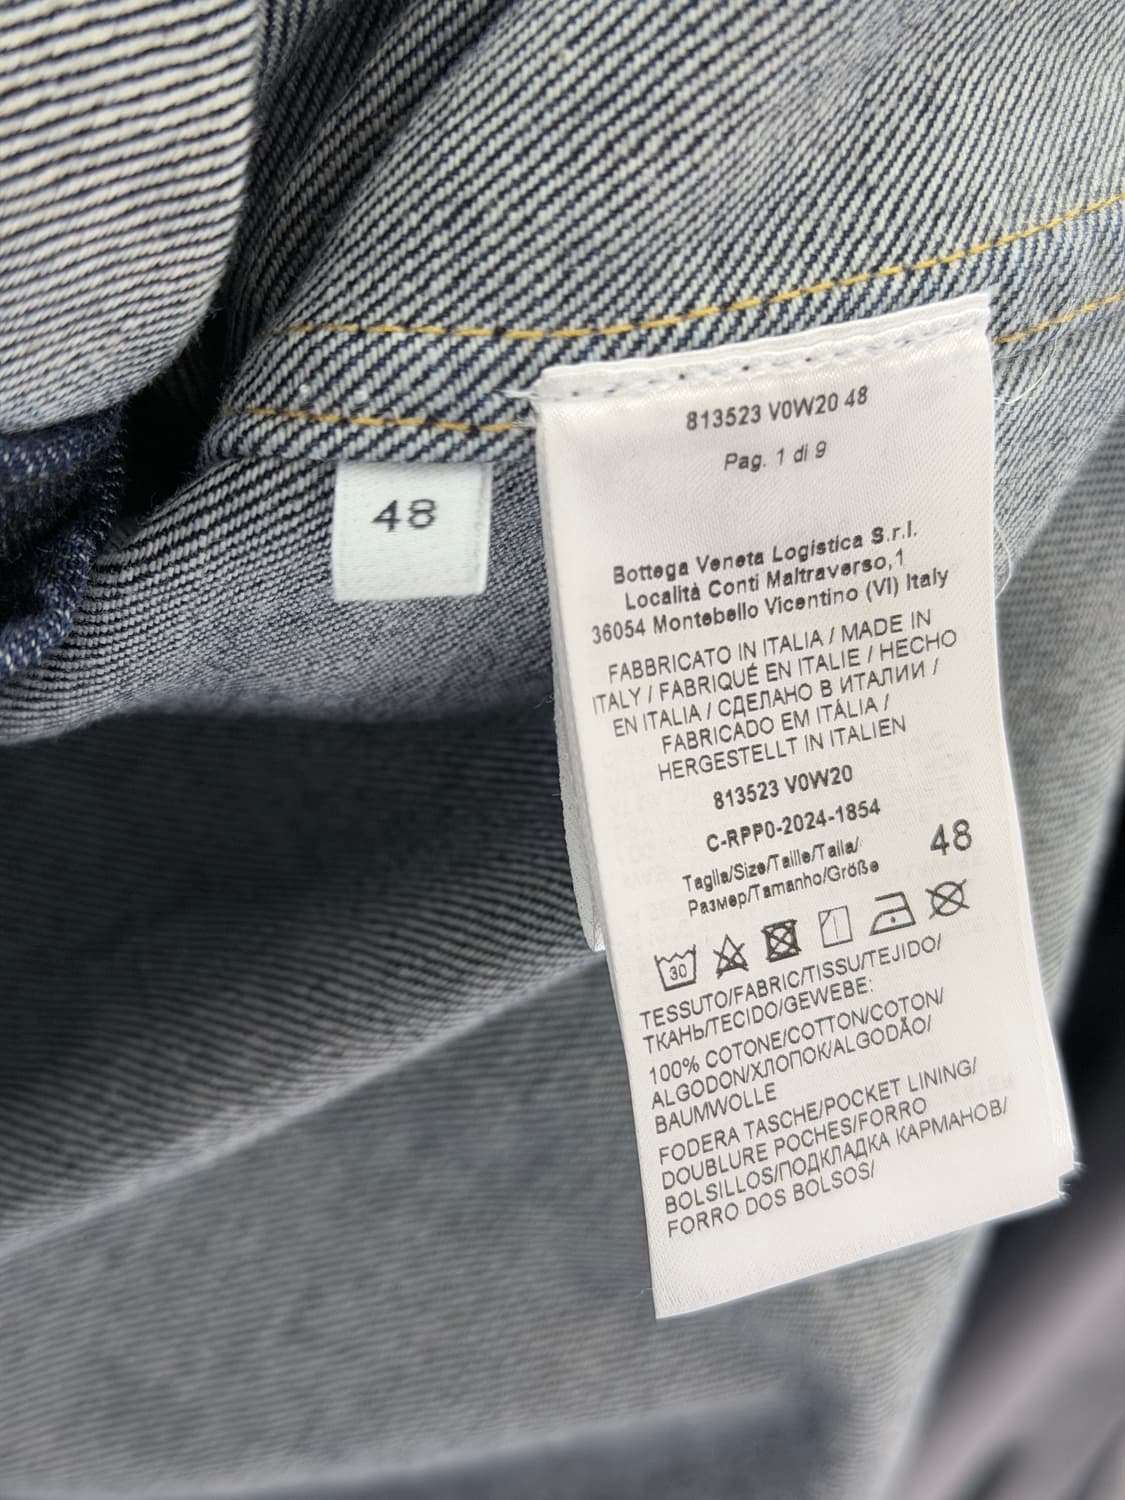 813523 V0W20 48
Pag. 1 di 9
48
Bottega Veneta Logistica S.r.l.
Località Conti Maltraverso,1
36054 Montebello Vicentino (VI) Italy
FABBRICATO IN ITALIA / MADE IN
ITALY / FABRIQUÉ EN ITALIE / HECHO
EN ITALIA / СДЕЛАНО В ИТАЛИИ /
FABRICADO EM ITÁLIA /
HERGESTELLT IN ITALIEN
813523 V0W20
C-RPP0-2024-1854
Taglia/Size/Taille/Talla/
Размер/Tamanho/Größe
48
30
TESSUTO/FABRIC/TISSU/TEJIDO/
ТКАНЬ/TECIDO/GEWEBE:
100% COTONE/COTTON/COTON/
ALGODON/ХЛОПОК/ALGODÃO/
BAUMWOLLE
FODERA TASCHE/POCKET LINING/
DOUBLURE POCHES/FORRO
BOLSILLOS/ПОДКЛАДКА КАРМАНОВ/
FORRO DOS BOLSOS/